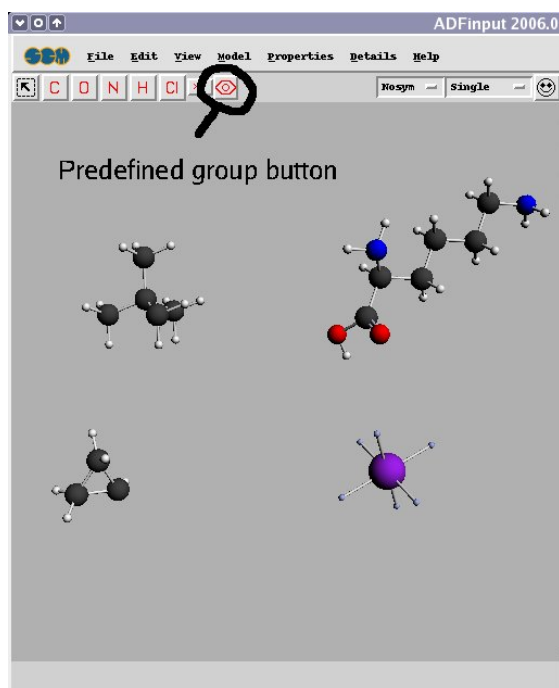 ADFinput 2006.0
SCM File Edit View Model Properties Details Help
C O N H Cl Nosym Single
Predefined group button